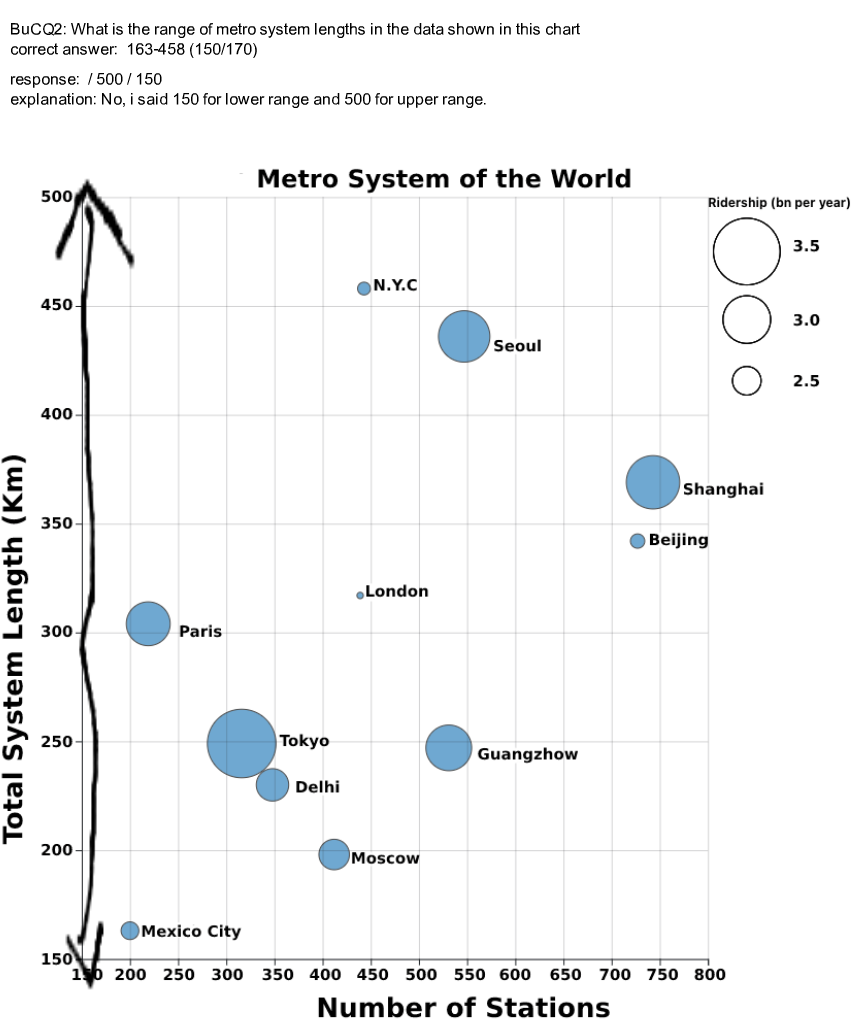 BuCQ2: What is the range of metro system lengths in the data shown in this chart
correct answer:  163-458 (150/170)
response:  / 500 / 150
explanation: No, i said 150 for lower range and 500 for upper range.
Metro System of the World
Ridership (bn per year)
3.5
3.0
2.5
Total System Length (Km)
500
450
400
350
300
250
200
150
N.Y.C
Seoul
Shanghai
Beijing
London
Paris
Tokyo
Guangzhow
Delhi
Moscow
Mexico City
150 200 250 300 350 400 450 500 550 600 650 700 750 800
Number of Stations